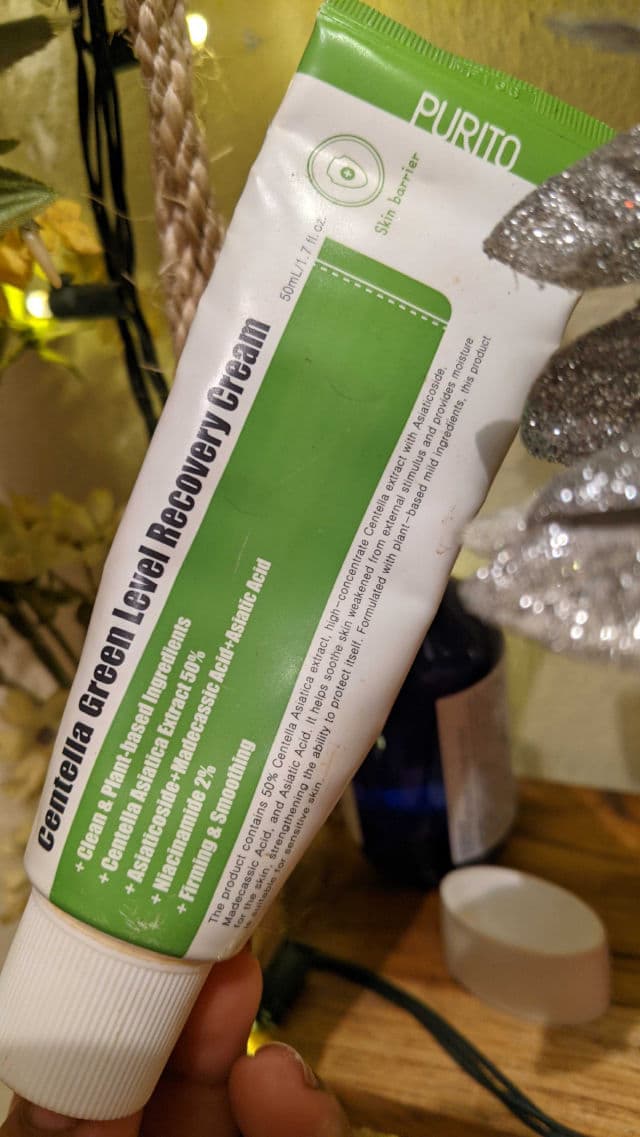 PURITO
Skin barrier
50mL/1.7 fl.oz.
Centella Green Level Recovery Cream
+ Clean & Plant-based Ingredients
+ Centella Asiatica Extract 50%
+ Asiaticoside+Madecassic Acid+Asiatic Acid
+ Niacinamide 2%
+ Firming & Smoothing
The product contains 50% Centella Asiatica extract, high-concentrate Centella extract with Asiaticoside,
Madecassic Acid, and Asiatic Acid. It helps soothe skin weakened from external stimulus and provides moisture
for the skin, strengthening the ability to protect itself. Formulated with plant-based mild ingredients, this product
is suitable for sensitive skin.